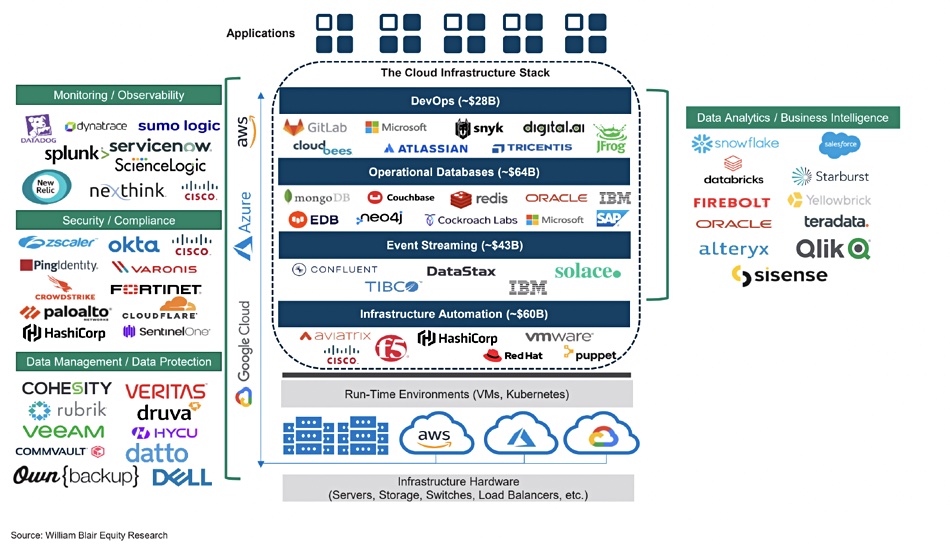 Applications
The Cloud Infrastructure Stack
Monitoring / Observability
DATADOG
dynatrace
sumo logic
splunk>
servicenow.
ScienceLogic
New Relic
nexthink
CISCO.
Security / Compliance
zscaler
okta
CISCO
PingIdentity.
VARONIS
CROWDSTRIKE
FORTINET
paloalto
NETWORKS
CLOUDFLARE
HashiCorp
SentinelOne
Data Management / Data Protection
COHESITY
VERITAS
rubrik
druva
veeAM
HYCU
COMMVAULT
datto
Own {backup}
DELL
aws
Azure
Google Cloud
DevOps (~$28B)
GitLab
Microsoft
snyk
digital.ai
JFrog
cloudbees
ATLASSIAN
TRICENTIS
Operational Databases (~$64B)
mongoDB
Couchbase
redis
ORACLE
IBM
EDB
neo4j
Cockroach Labs
Microsoft
SAP
Event Streaming (~$43B)
CONFLUENT
DataStax
solace.
TIBCO
IBM
Infrastructure Automation (~$60B)
AVIATRIX
HashiCorp
vmware
CISCO.
f5
Red Hat
puppet
Run-Time Environments (VMs, Kubernetes)
aws
Infrastructure Hardware
(Servers, Storage, Switches, Load Balancers, etc.)
Data Analytics / Business Intelligence
snowflake
salesforce
databricks
Starburst
FIREBOLT
Yellowbrick
ORACLE
teradata.
alteryx
Qlik
sisense
Source: William Blair Equity Research